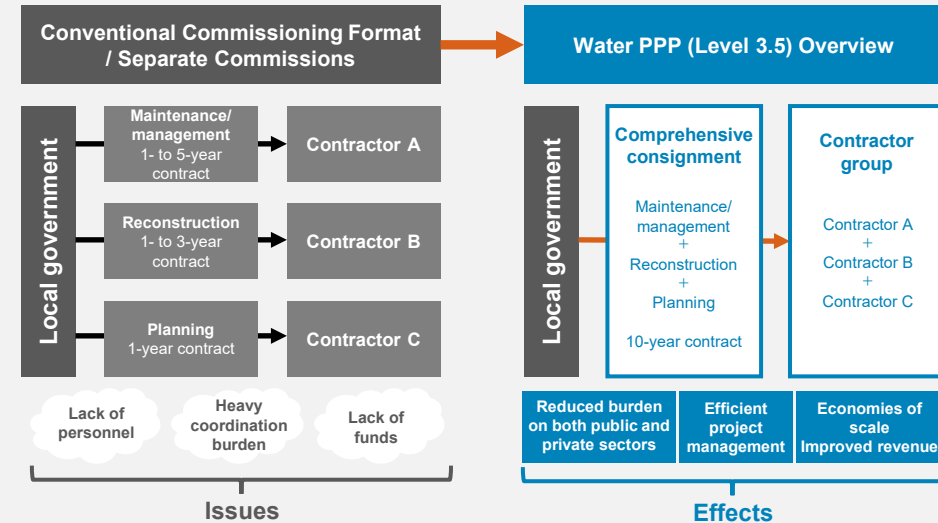 Conventional Commissioning Format
/ Separate Commissions
Water PPP (Level 3.5) Overview
Local government
Maintenance/
management
1- to 5-year
contract
Contractor A
Reconstruction
1- to 3-year
contract
Contractor B
Planning
1-year contract
Contractor C
Lack of
personnel
Heavy
coordination
burden
Lack of
funds
Issues
Local government
Comprehensive
consignment
Maintenance/
management
+
Reconstruction
+
Planning
10-year contract
Contractor
group
Contractor A
+
Contractor B
+
Contractor C
Reduced burden
on both public and
private sectors
Efficient
project
management
Economies of
scale
Improved revenue
Effects